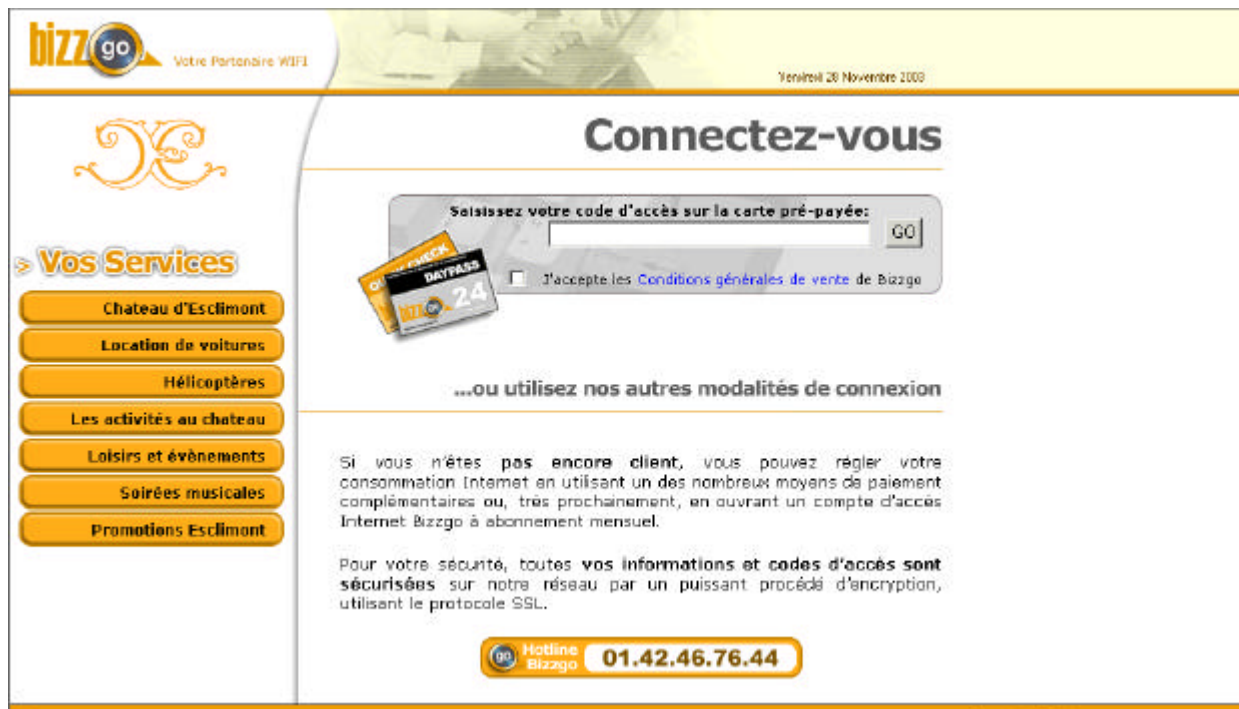 bizzgo
Votre Partenaire WIFI
Vendredi 28 Novembre 2003
Connectez-vous
Saisissez votre code d'accès sur la carte pré-payée:
GO
QUICK CHECK
DAYPASS
24
bizzgo
J'accepte les Conditions générales de vente de Bizzgo
> Vos Services
Chateau d'Esclimont
Location de voitures
Hélicoptères
Les activités au chateau
Loisirs et évènements
Soirées musicales
Promotions Esclimont
...ou utilisez nos autres modalités de connexion
Si vous n'êtes pas encore client, vous pouvez régler votre
consommation Internet en utilisant un des nombreux moyens de paiement
complémentaires ou, très prochainement, en ouvrant un compte d'accès
Internet Bizzgo à abonnement mensuel.
Pour votre sécurité, toutes vos informations et codes d'accès sont
sécurisées sur notre réseau par un puissant procédé d'encryption,
utilisant le protocole SSL.
go Hotline
Bizzgo
01.42.46.76.44